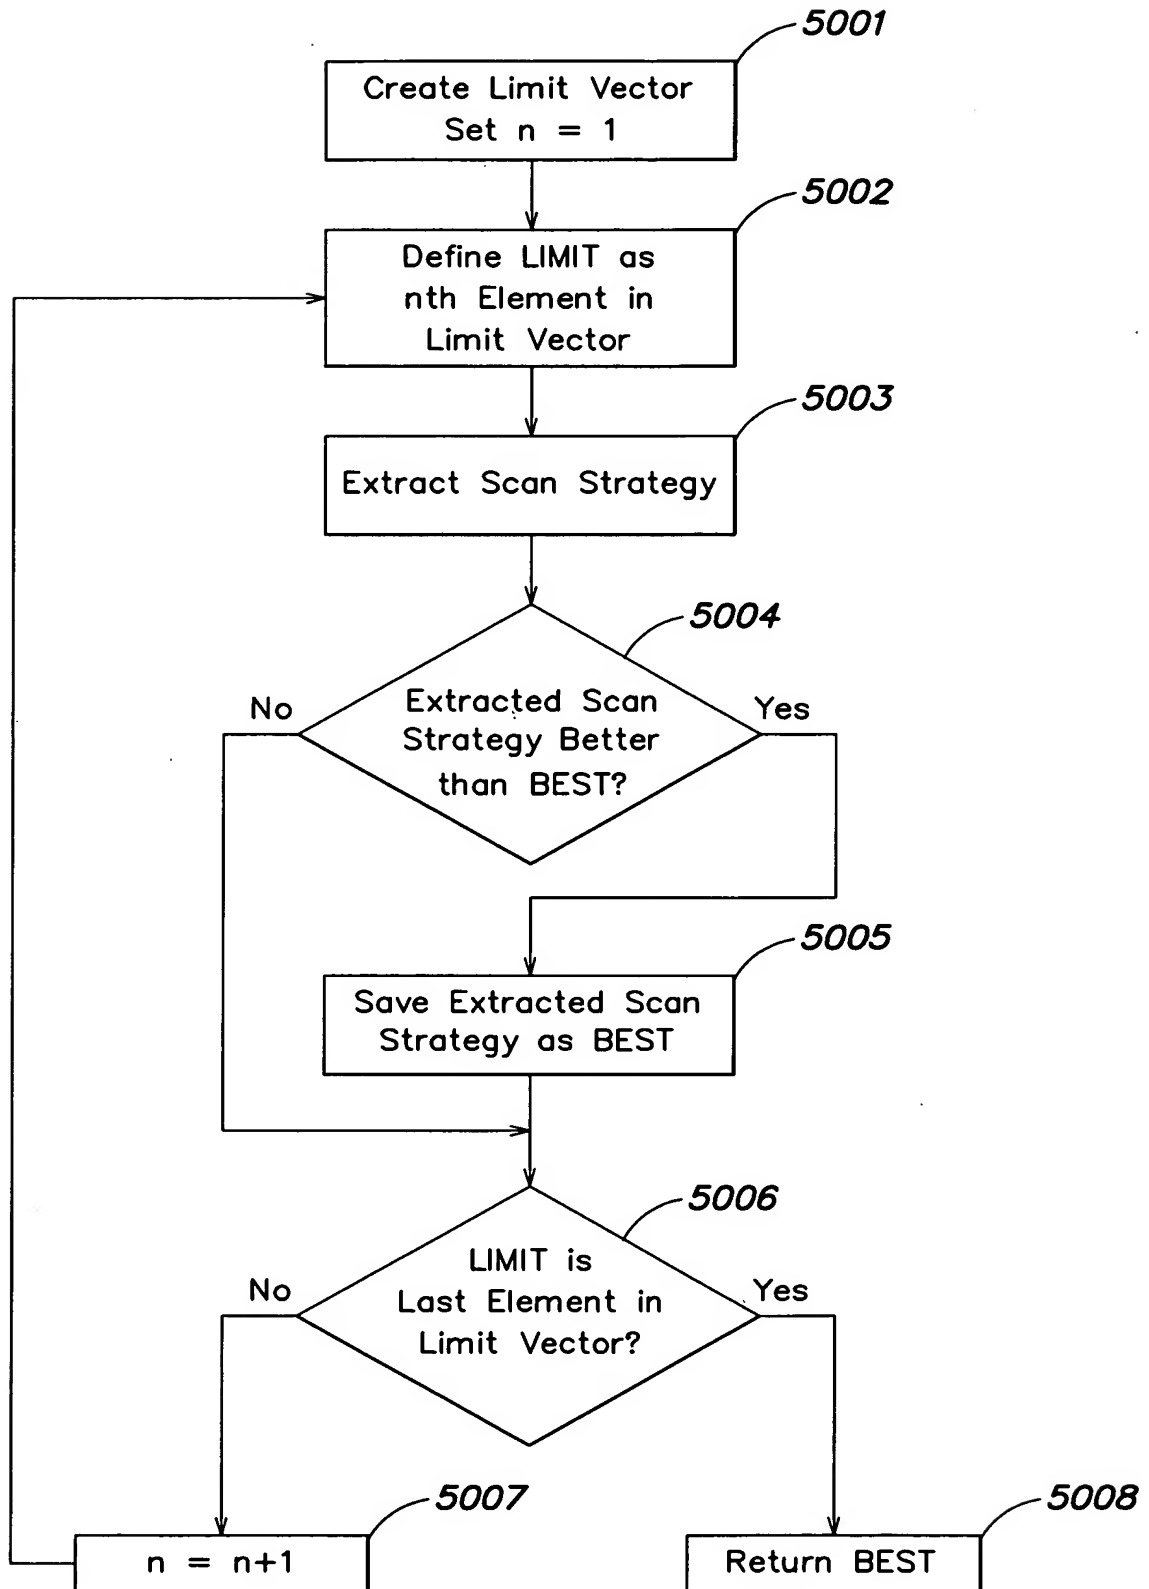 5001
Create Limit Vector
Set n = 1
5002
Define LIMIT as
nth Element in
Limit Vector
5003
Extract Scan Strategy
5004
No
Extracted Scan
Strategy Better
than BEST?
Yes
5005
Save Extracted Scan
Strategy as BEST
5006
No
LIMIT is
Last Element in
Limit Vector?
Yes
5007
n = n+1
5008
Return BEST